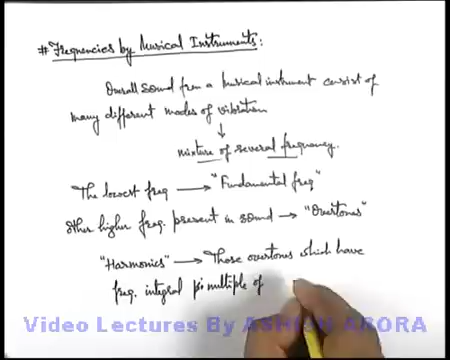 # Frequencies by Musical Instruments:
Overall sound from a musical instrument consist of
many different modes of vibration
↓
mixture of several frequency.
The lowest freq → "Fundamental freq"
Other higher freq. present in sound → "Overtones"
"Harmonics" → Those overtones which have
freq. integral multiple of
Video Lectures By ASHISH ARORA